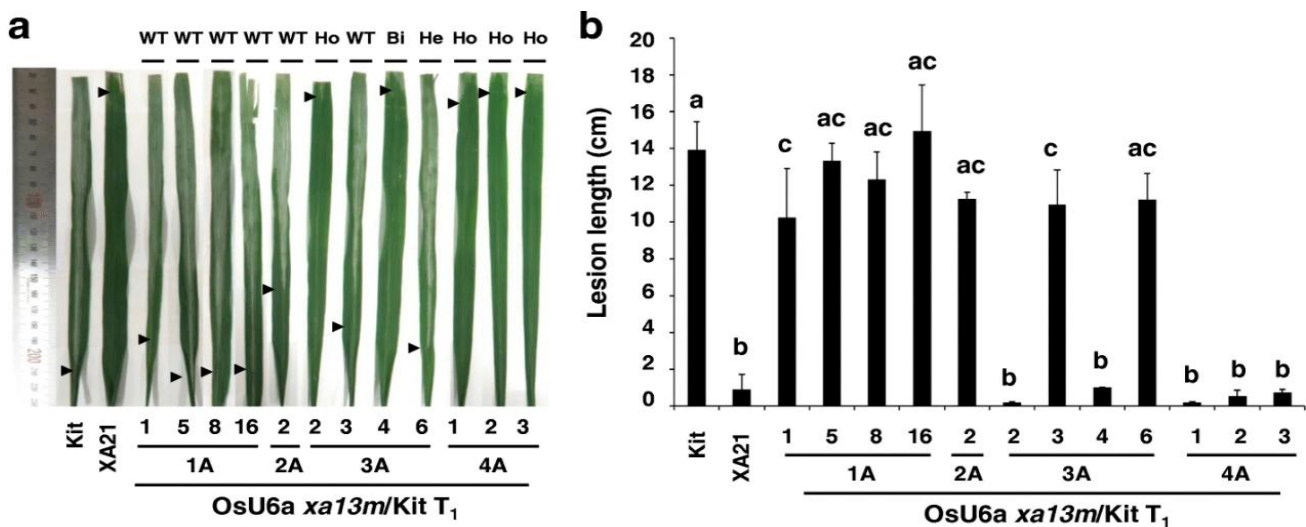 a
WT WT WT WT WT Ho WT Bi He Ho Ho Ho
Kit XA21 1 5 8 16 2 2 3 4 6 1 2 3
1A 2A 3A 4A
OsU6a xa13m/Kit T₁
b
Lesion length (cm)
20
18
16
14
12
10
8
6
4
2
0
a b c ac ac ac ac b c b ac b b b
Kit XA21 1 5 8 16 2 2 3 4 6 1 2 3
1A 2A 3A 4A
OsU6a xa13m/Kit T₁